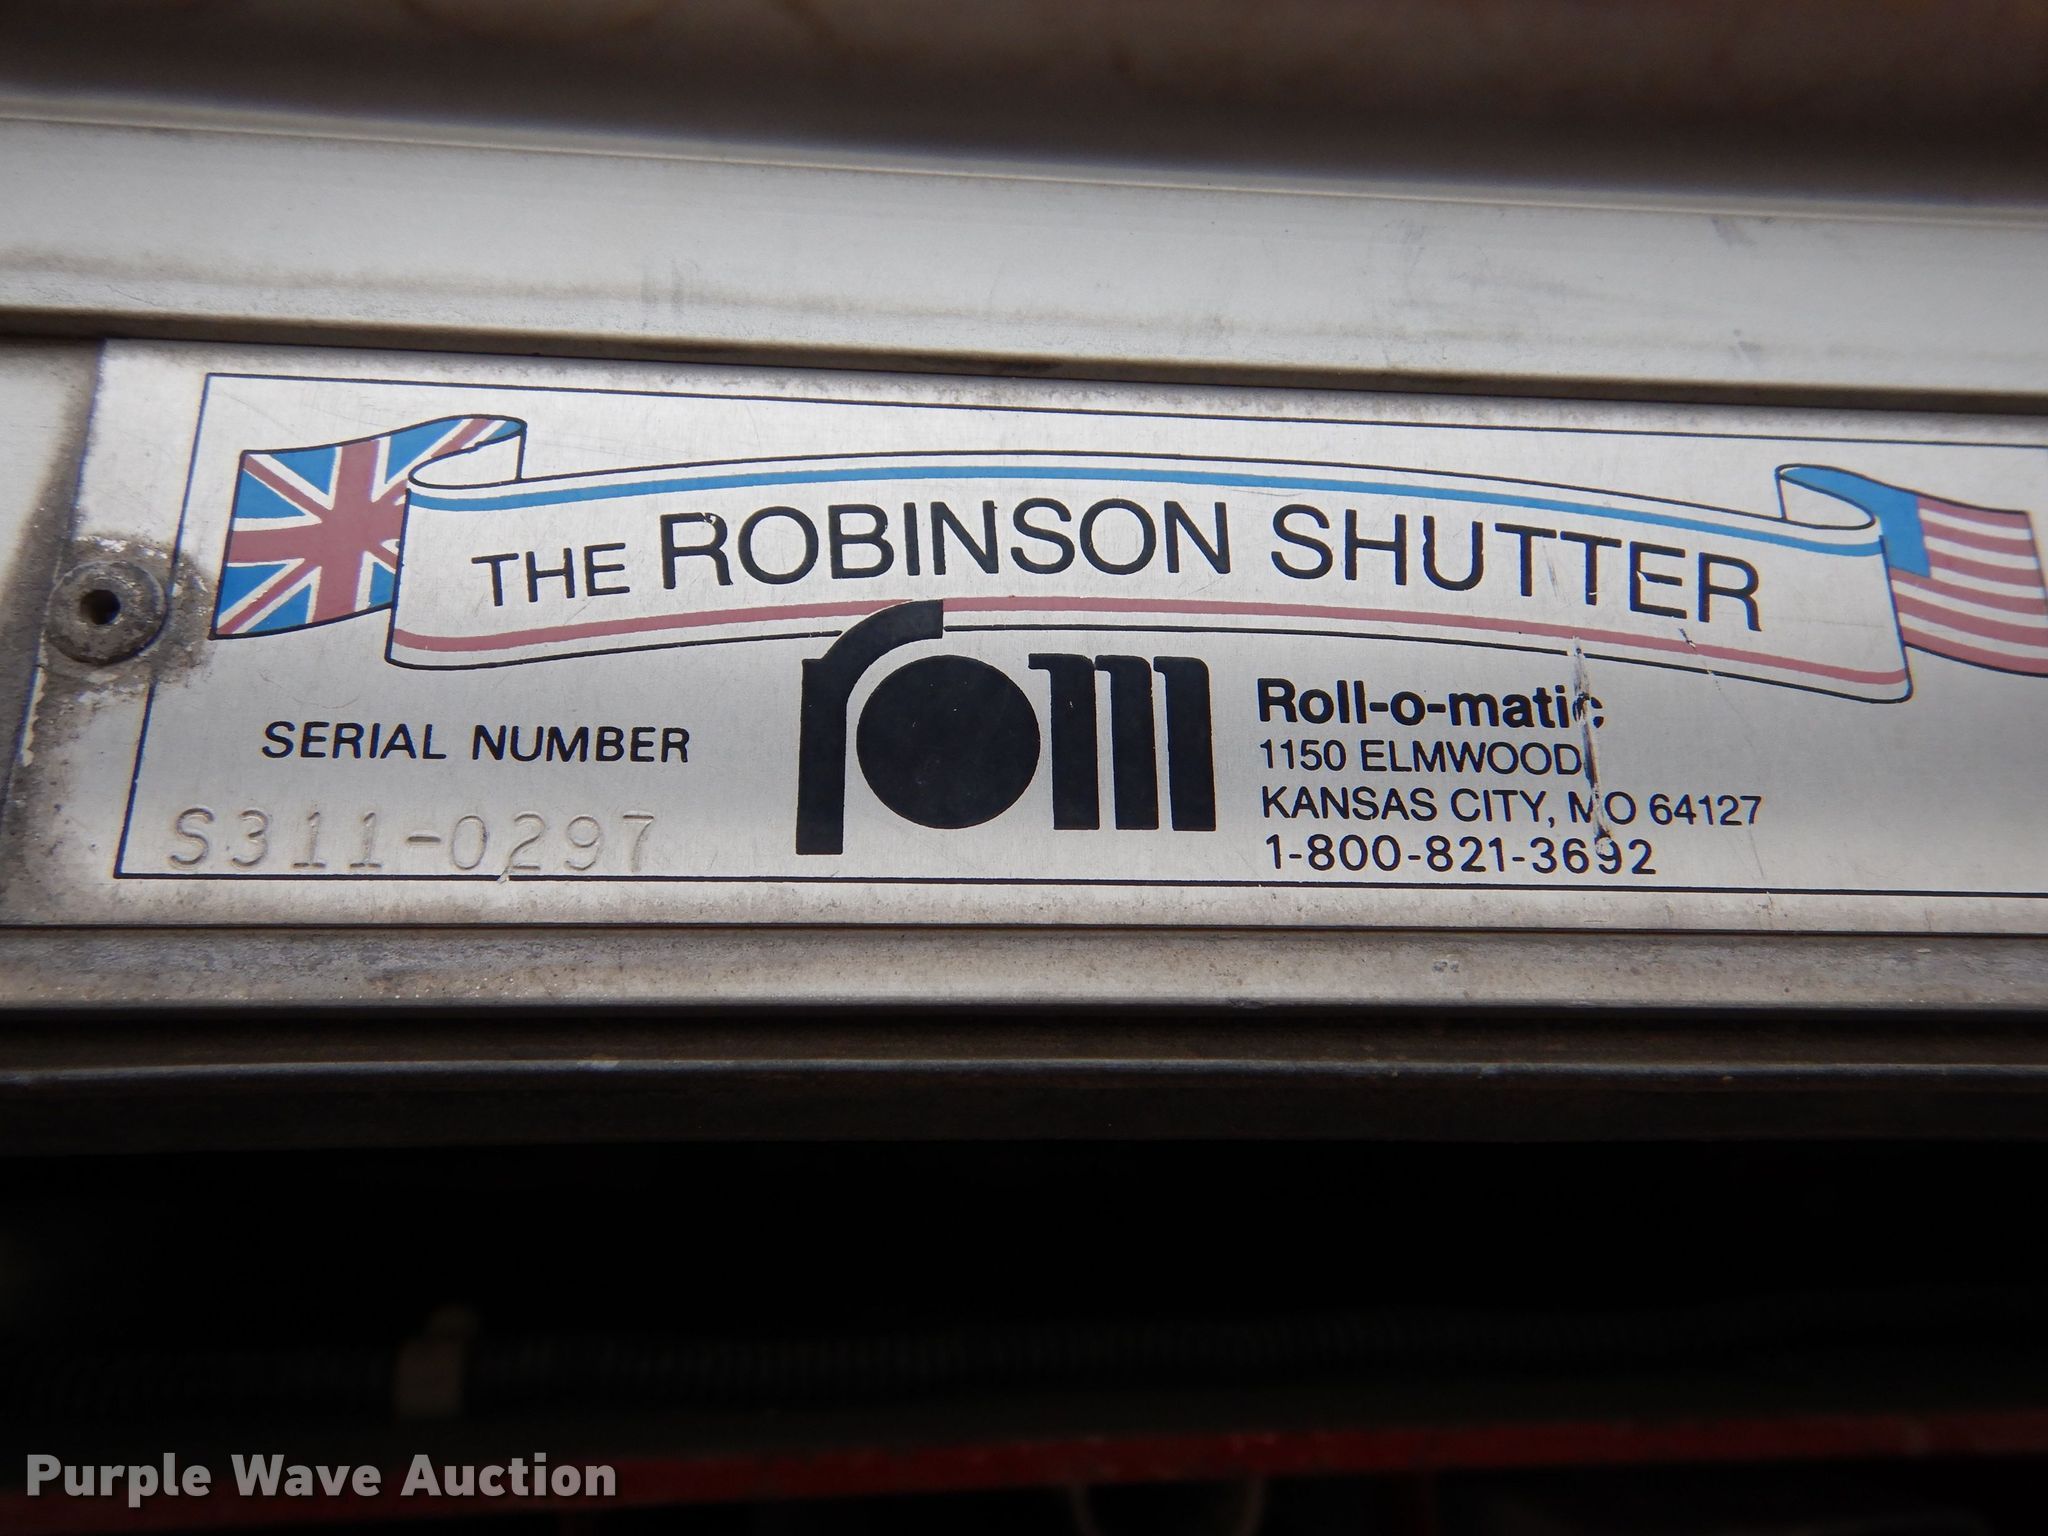 THE ROBINSON SHUTTER
rom
Roll-o-matic
1150 ELMWOOD
KANSAS CITY, MO 64127
1-800-821-3692
SERIAL NUMBER
S311-0297
Purple Wave Auction